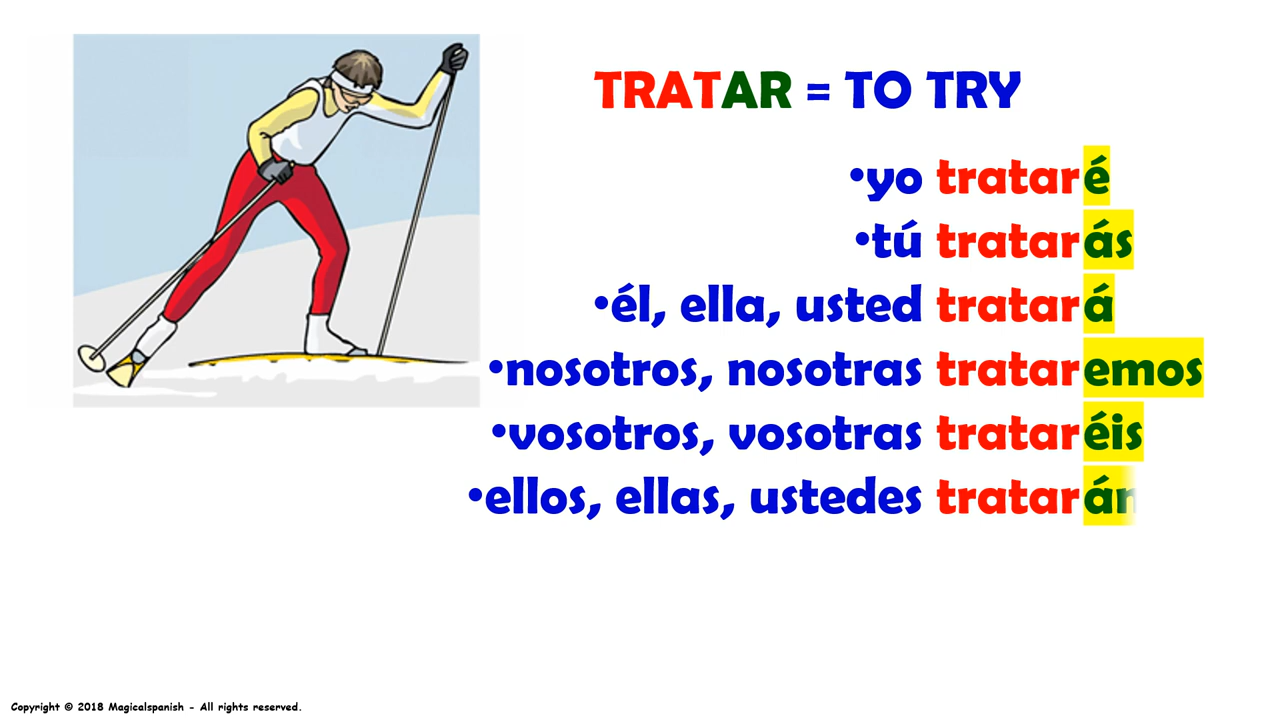 TRATAR = TO TRY
•yo trataré
•tú tratarás
•él, ella, usted tratará
•nosotros, nosotras trataremos
•vosotros, vosotras trataréis
•ellos, ellas, ustedes tratarán
Copyright © 2018 Magicalspanish - All rights reserved.